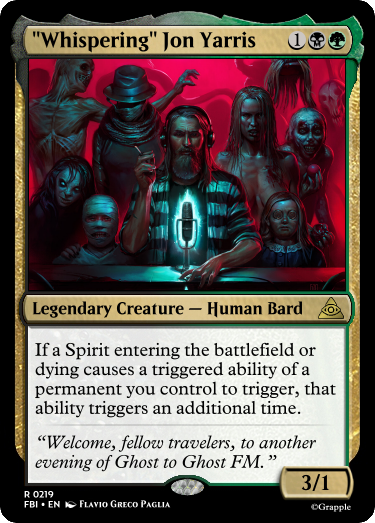 "Whispering" Jon Yarris 1
Legendary Creature — Human Bard
If a Spirit entering the battlefield or
dying causes a triggered ability of a
permanent you control to trigger, that
ability triggers an additional time.
“Welcome, fellow travelers, to another
evening of Ghost to Ghost FM.”
3/1
R 0219
FBI • EN Flavio Greco Paglia
©Grapple